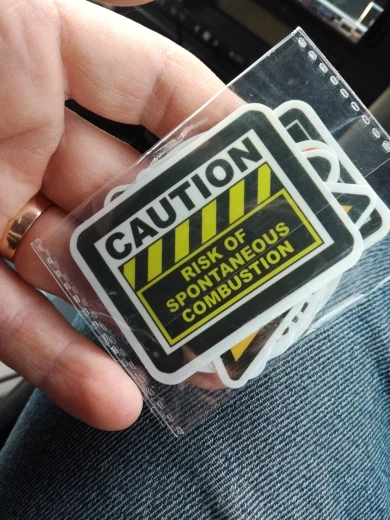 CAUTION
RISK OF
SPONTANEOUS
COMBUSTION